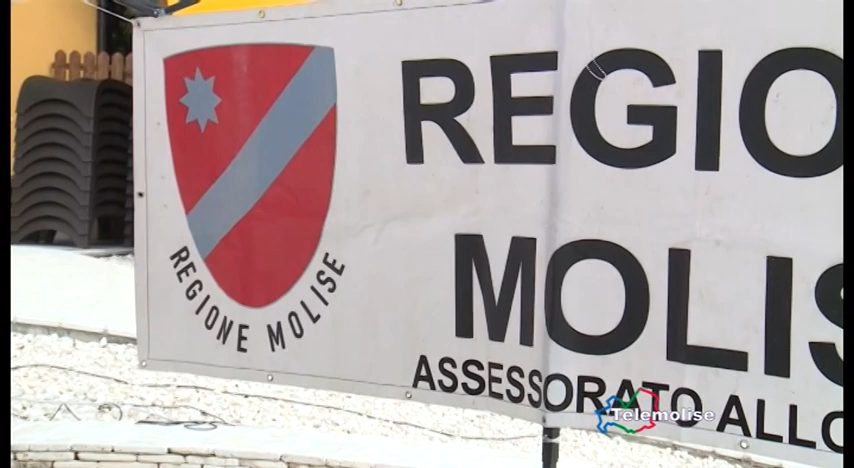 REGIONE MOLISE
REGIO
MOLIS
ASSESSORATO ALLO
Telemolise